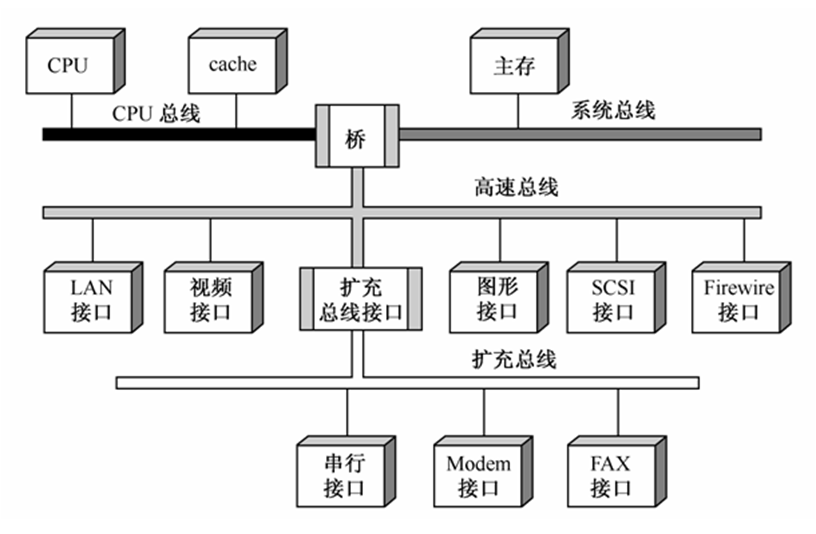 CPU
cache
主存
CPU 总线
系统总线
桥
高速总线
LAN
接口
视频
接口
扩充
总线接口
图形
接口
SCSI
接口
Firewire
接口
扩充总线
串行
接口
Modem
接口
FAX
接口